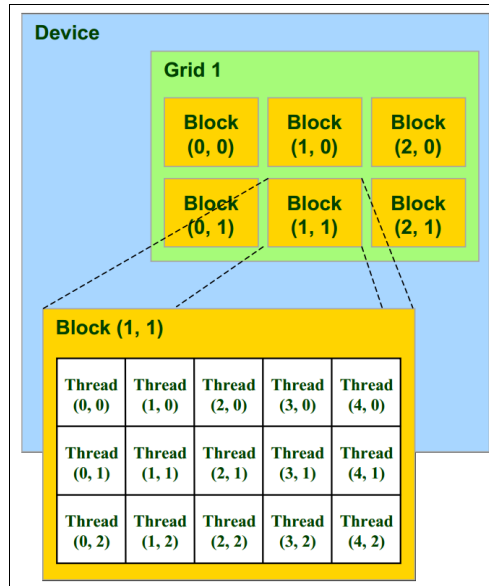 Device
Grid 1
Block Block Block
(0, 0) (1, 0) (2, 0)
Block Block Block
(0, 1) (1, 1) (2, 1)
Block (1, 1)
Thread Thread Thread Thread Thread
(0, 0) (1, 0) (2, 0) (3, 0) (4, 0)
Thread Thread Thread Thread Thread
(0, 1) (1, 1) (2, 1) (3, 1) (4, 1)
Thread Thread Thread Thread Thread
(0, 2) (1, 2) (2, 2) (3, 2) (4, 2)